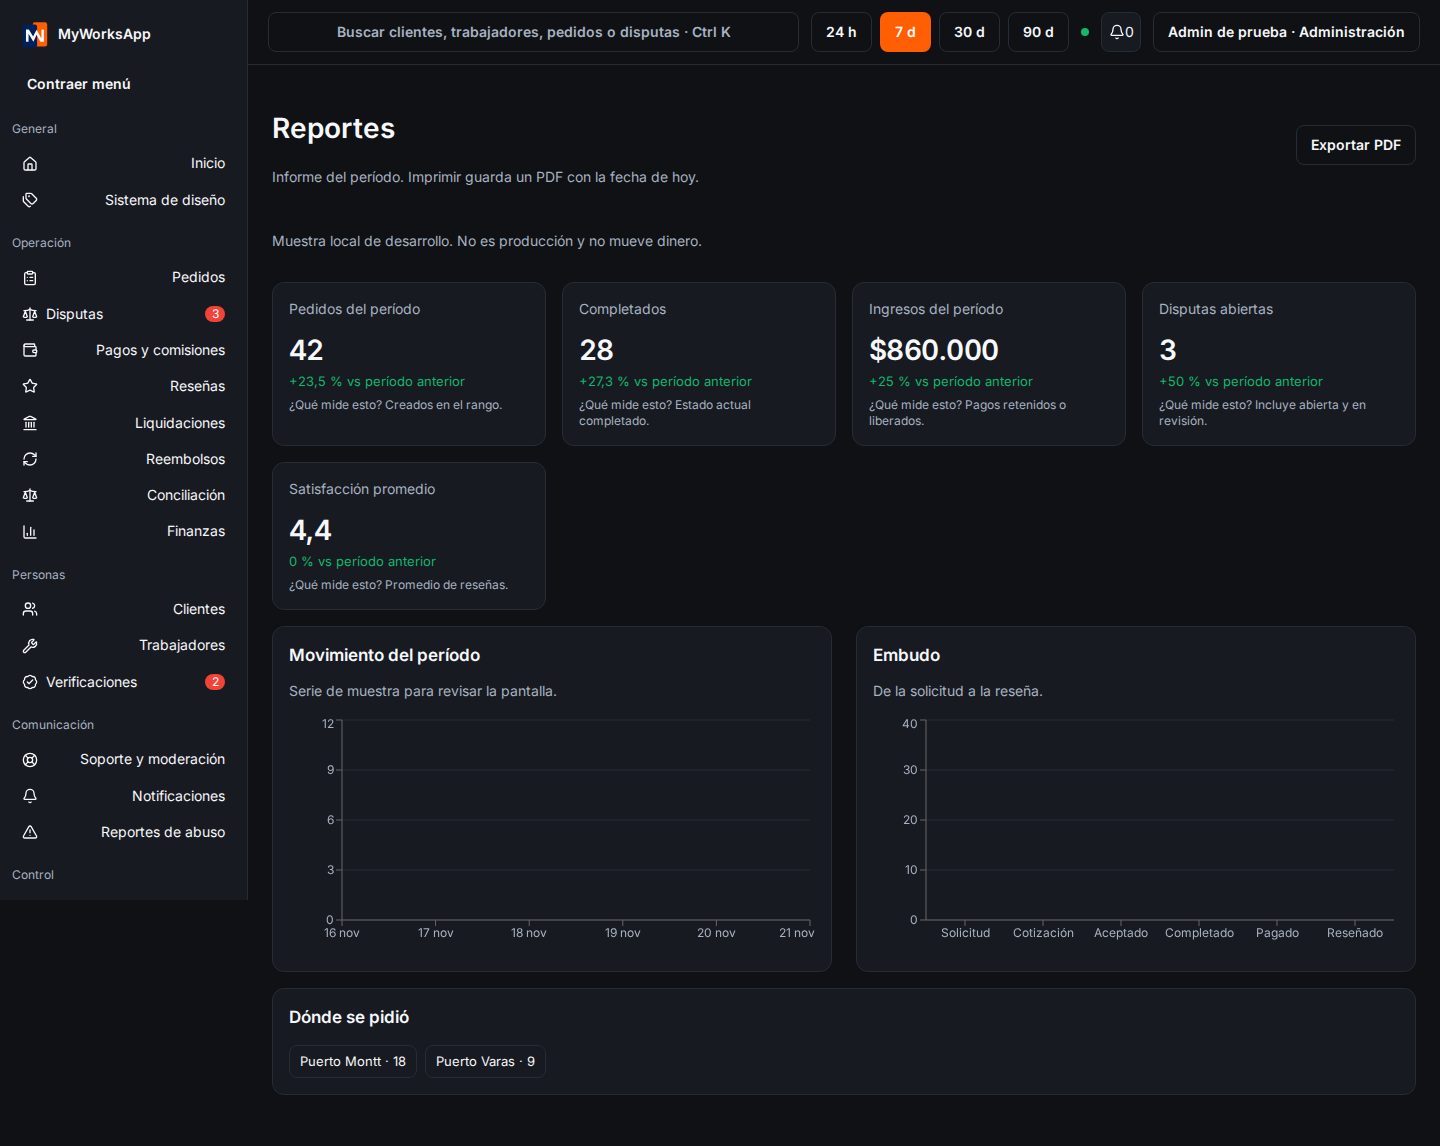 MyWorksApp
Contraer menú
General
Inicio
Sistema de diseño
Operación
Pedidos
Disputas 3
Pagos y comisiones
Reseñas
Liquidaciones
Reembolsos
Conciliación
Finanzas
Personas
Clientes
Trabajadores
Verificaciones 2
Comunicación
Soporte y moderación
Notificaciones
Reportes de abuso
Control
Buscar clientes, trabajadores, pedidos o disputas · Ctrl K
24 h
7 d
30 d
90 d
0
Admin de prueba · Administración
Reportes
Exportar PDF
Informe del período. Imprimir guarda un PDF con la fecha de hoy.
Muestra local de desarrollo. No es producción y no mueve dinero.
Pedidos del período
42
+23,5 % vs período anterior
¿Qué mide esto? Creados en el rango.
Completados
28
+27,3 % vs período anterior
¿Qué mide esto? Estado actual
completado.
Ingresos del período
$860.000
+25 % vs período anterior
¿Qué mide esto? Pagos retenidos o
liberados.
Disputas abiertas
3
+50 % vs período anterior
¿Qué mide esto? Incluye abierta y en
revisión.
Satisfacción promedio
4,4
0 % vs período anterior
¿Qué mide esto? Promedio de reseñas.
Movimiento del período
Serie de muestra para revisar la pantalla.
12
9
6
3
0
16 nov 17 nov 18 nov 19 nov 20 nov 21 nov
Embudo
De la solicitud a la reseña.
40
30
20
10
0
Solicitud Cotización Aceptado Completado Pagado Reseñado
Dónde se pidió
Puerto Montt · 18
Puerto Varas · 9